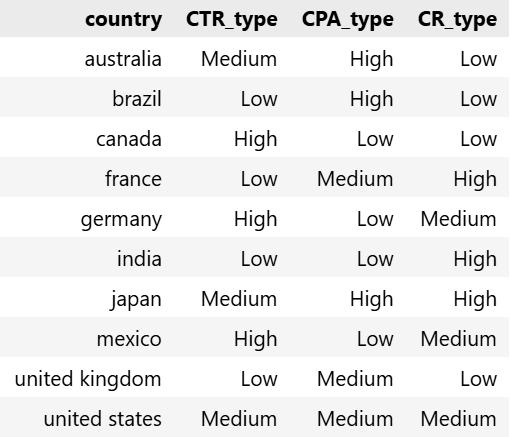 country CTR_type CPA_type CR_type
australia Medium High Low
brazil Low High Low
canada High Low Low
france Low Medium High
germany High Low Medium
india Low Low High
japan Medium High High
mexico High Low Medium
united kingdom Low Medium Low
united states Medium Medium Medium